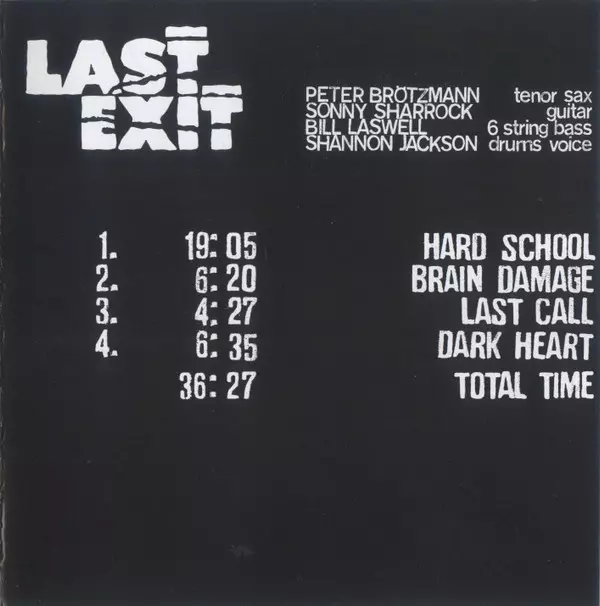 LAST
EXIT
PETER BRÖTZMANN tenor sax
SONNY SHARROCK guitar
BILL LASWELL 6 string bass
SHANNON JACKSON drums voice
1. 19:05 HARD SCHOOL
2. 6:20 BRAIN DAMAGE
3. 4:27 LAST CALL
4. 6:35 DARK HEART
36:27 TOTAL TIME